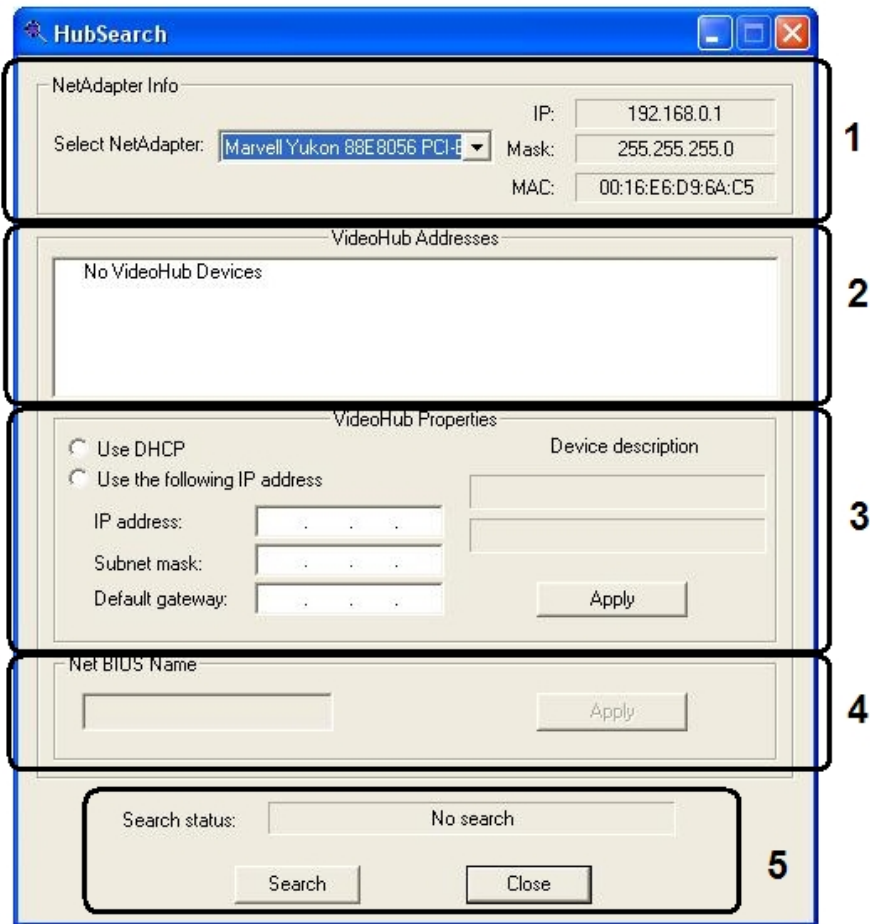 HubSearch
NetAdapter Info
IP: 192.168.0.1
Select NetAdapter: Marvell Yukon 88E8056 PCI-E Mask: 255.255.255.0
MAC: 00:16:E6:D9:6A:C5
1
VideoHub Addresses
No VideoHub Devices
2
VideoHub Properties
Use DHCP Device description
Use the following IP address
IP address: . . .
Subnet mask: . . .
Default gateway: . . . Apply
3
Net BIOS Name
Apply
4
Search status: No search
Search Close
5